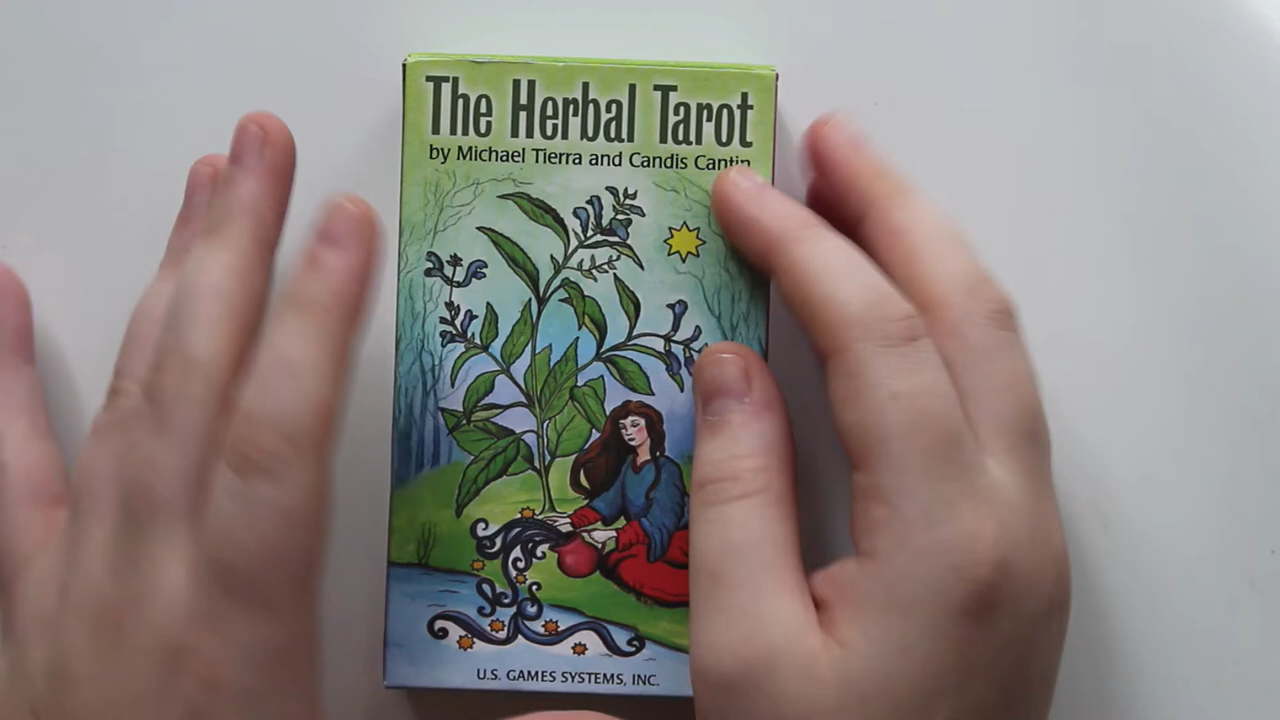 The Herbal Tarot
by Michael Tierra and Candis Cantin
U.S. GAMES SYSTEMS, INC.